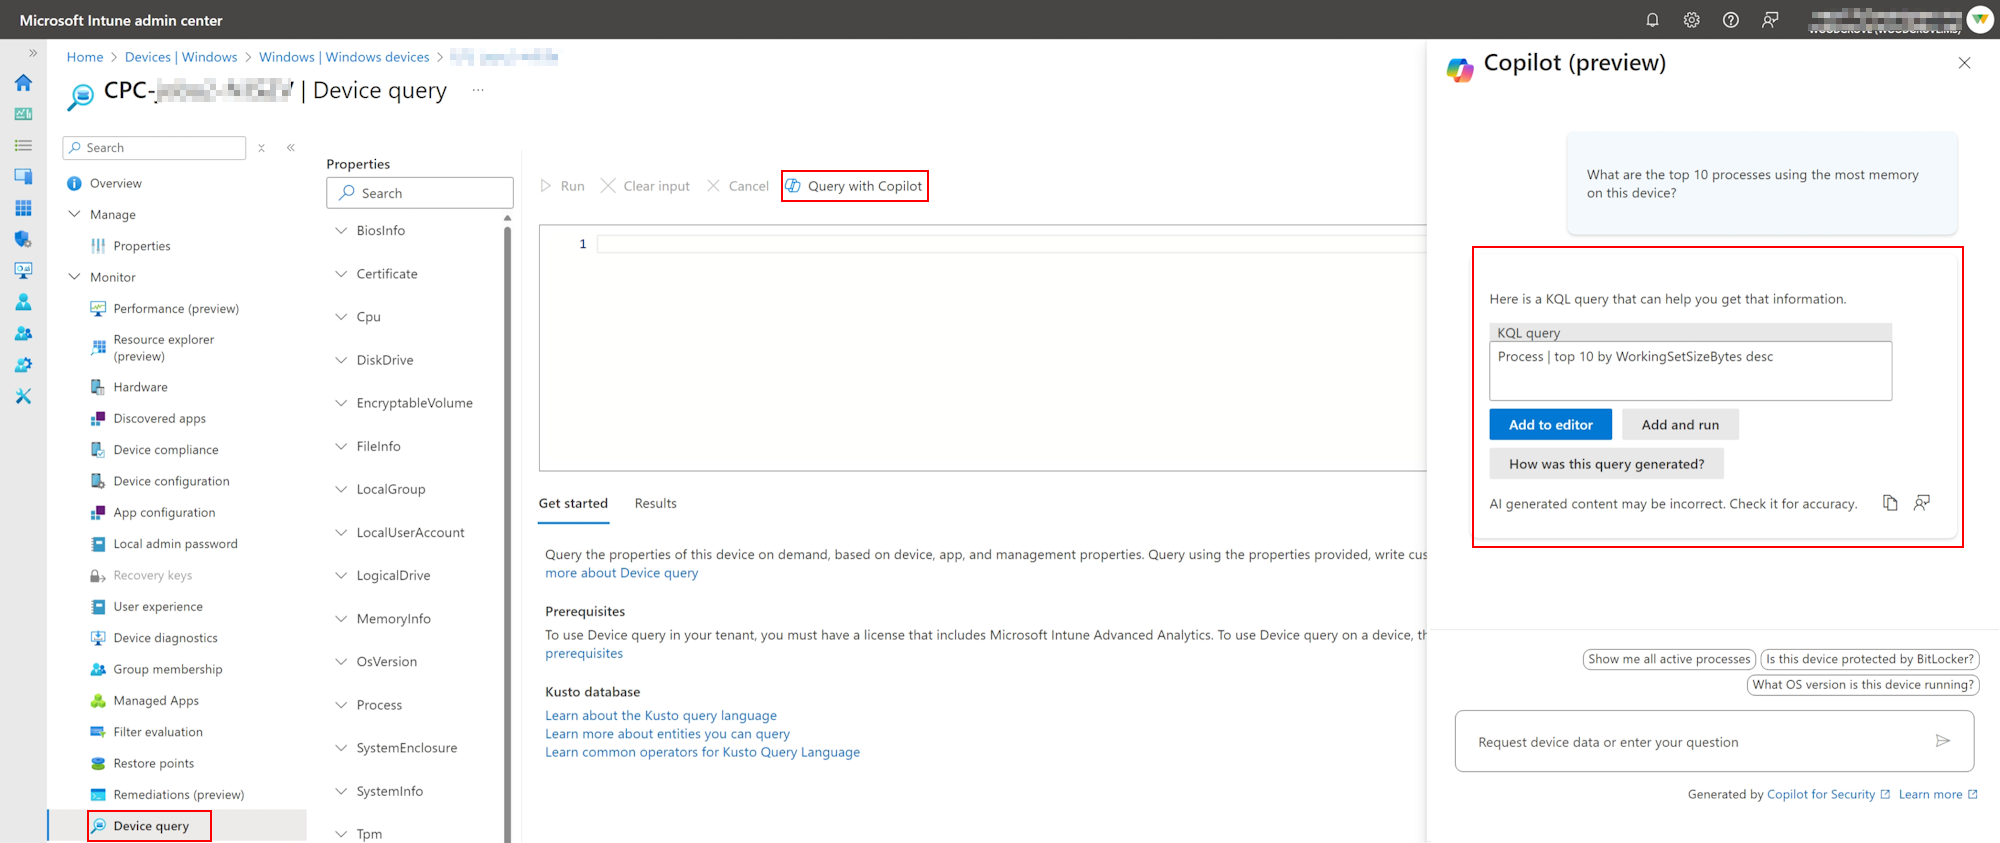 Microsoft Intune admin center
Home > Devices | Windows > Windows | Windows devices >
CPC- | Device query ...
Search
Overview
Manage
Properties
Monitor
Performance (preview)
Resource explorer
(preview)
Hardware
Discovered apps
Device compliance
Device configuration
App configuration
Local admin password
Recovery keys
User experience
Device diagnostics
Group membership
Managed Apps
Filter evaluation
Restore points
Remediations (preview)
Device query
Properties
Search
BiosInfo
Certificate
Cpu
DiskDrive
EncryptableVolume
FileInfo
LocalGroup
LocalUserAccount
LogicalDrive
MemoryInfo
OsVersion
Process
SystemEnclosure
SystemInfo
Tpm
Run Clear input Cancel Query with Copilot
1
Get started Results
Query the properties of this device on demand, based on device, app, and management properties. Query using the properties provided, write cus
more about Device query
Prerequisites
To use Device query in your tenant, you must have a license that includes Microsoft Intune Advanced Analytics. To use Device query on a device, th
prerequisites
Kusto database
Learn about the Kusto query language
Learn more about entities you can query
Learn common operators for Kusto Query Language
Copilot (preview)
What are the top 10 processes using the most memory
on this device?
Here is a KQL query that can help you get that information.
KQL query
Process | top 10 by WorkingSetSizeBytes desc
Add to editor Add and run
How was this query generated?
AI generated content may be incorrect. Check it for accuracy.
Show me all active processes Is this device protected by BitLocker?
What OS version is this device running?
Request device data or enter your question
Generated by Copilot for Security Learn more